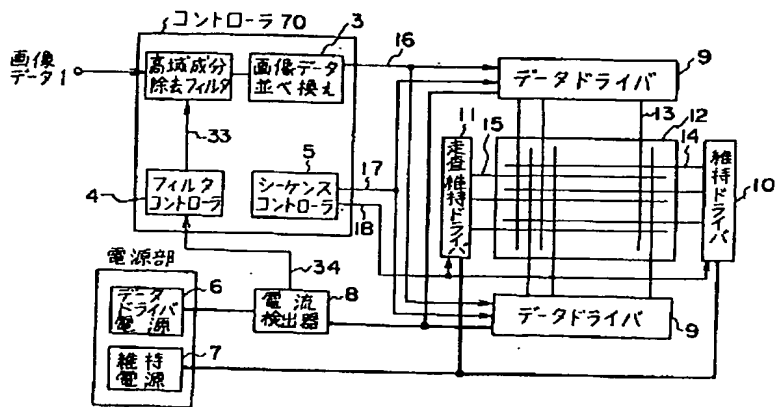 コントローラ70
3
16
画像
データ1
高域成分
除去フィルタ
画像データ
並べ換え
データドライバ
9
33
11
13
12
15
14
5
17
4
フィルタ
コントローラ
シーケンス
コントローラ
18
走査維持ドライバ
維持ドライバ
10
電源部
34
6
8
データ
ドライバ
電源
電流
検出器
データドライバ
9
7
維持
電源